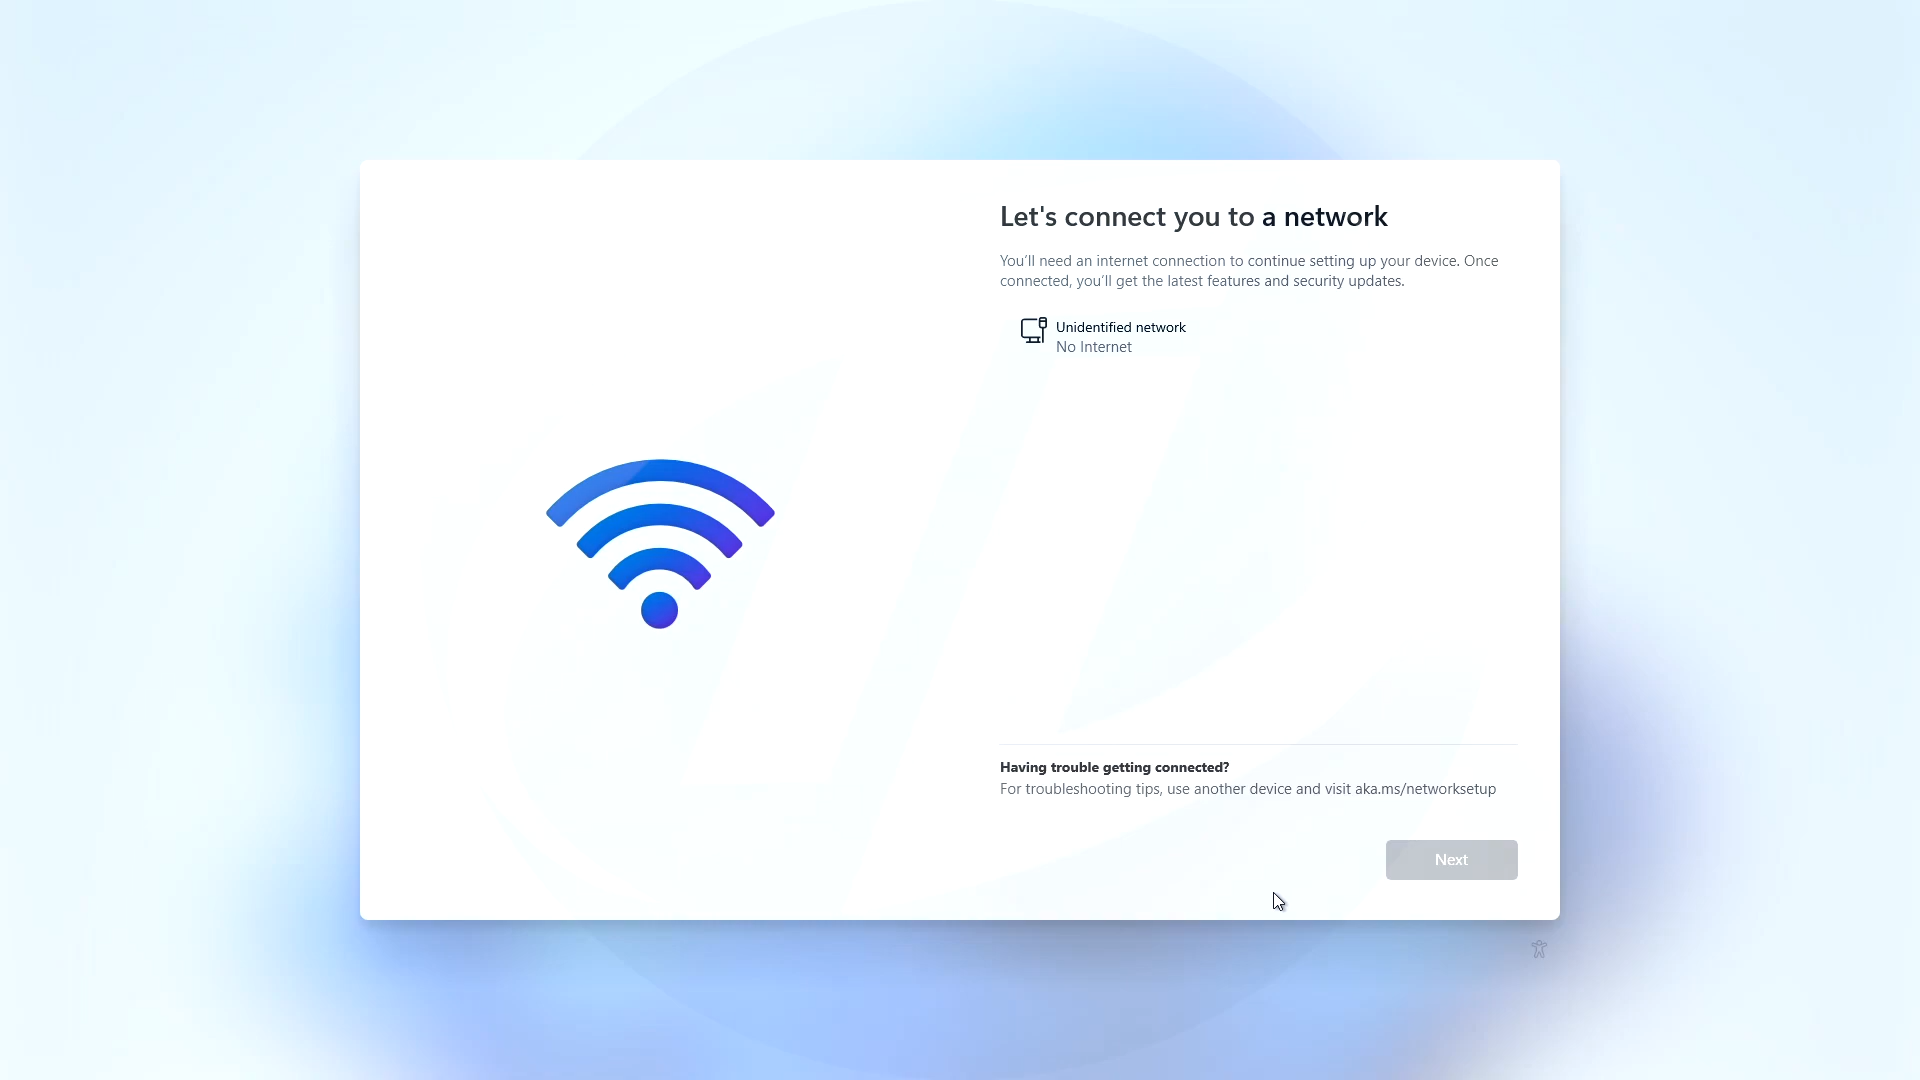 Let's connect you to a network
You'll need an internet connection to continue setting up your device. Once
connected, you'll get the latest features and security updates.
Unidentified network
No Internet
Having trouble getting connected?
For troubleshooting tips, use another device and visit aka.ms/networksetup
Next